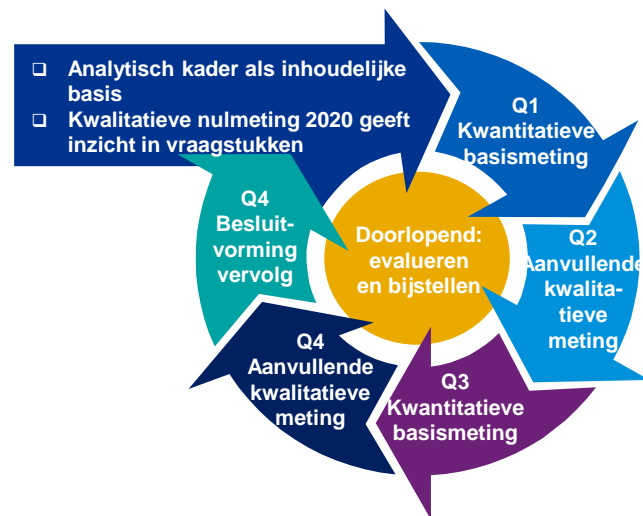 ❑ Analytisch kader als inhoudelijke
basis
❑ Kwalitatieve nulmeting 2020 geeft
inzicht in vraagstukken
Q1
Kwantitatieve
basismeting
Q2
Aanvullende
kwalita-
tieve
meting
Q3
Kwantitatieve
basismeting
Q4
Aanvullende
kwalitatieve
meting
Q4
Besluit-
vorming
vervolg
Doorlopend:
evalueren
en bijstellen